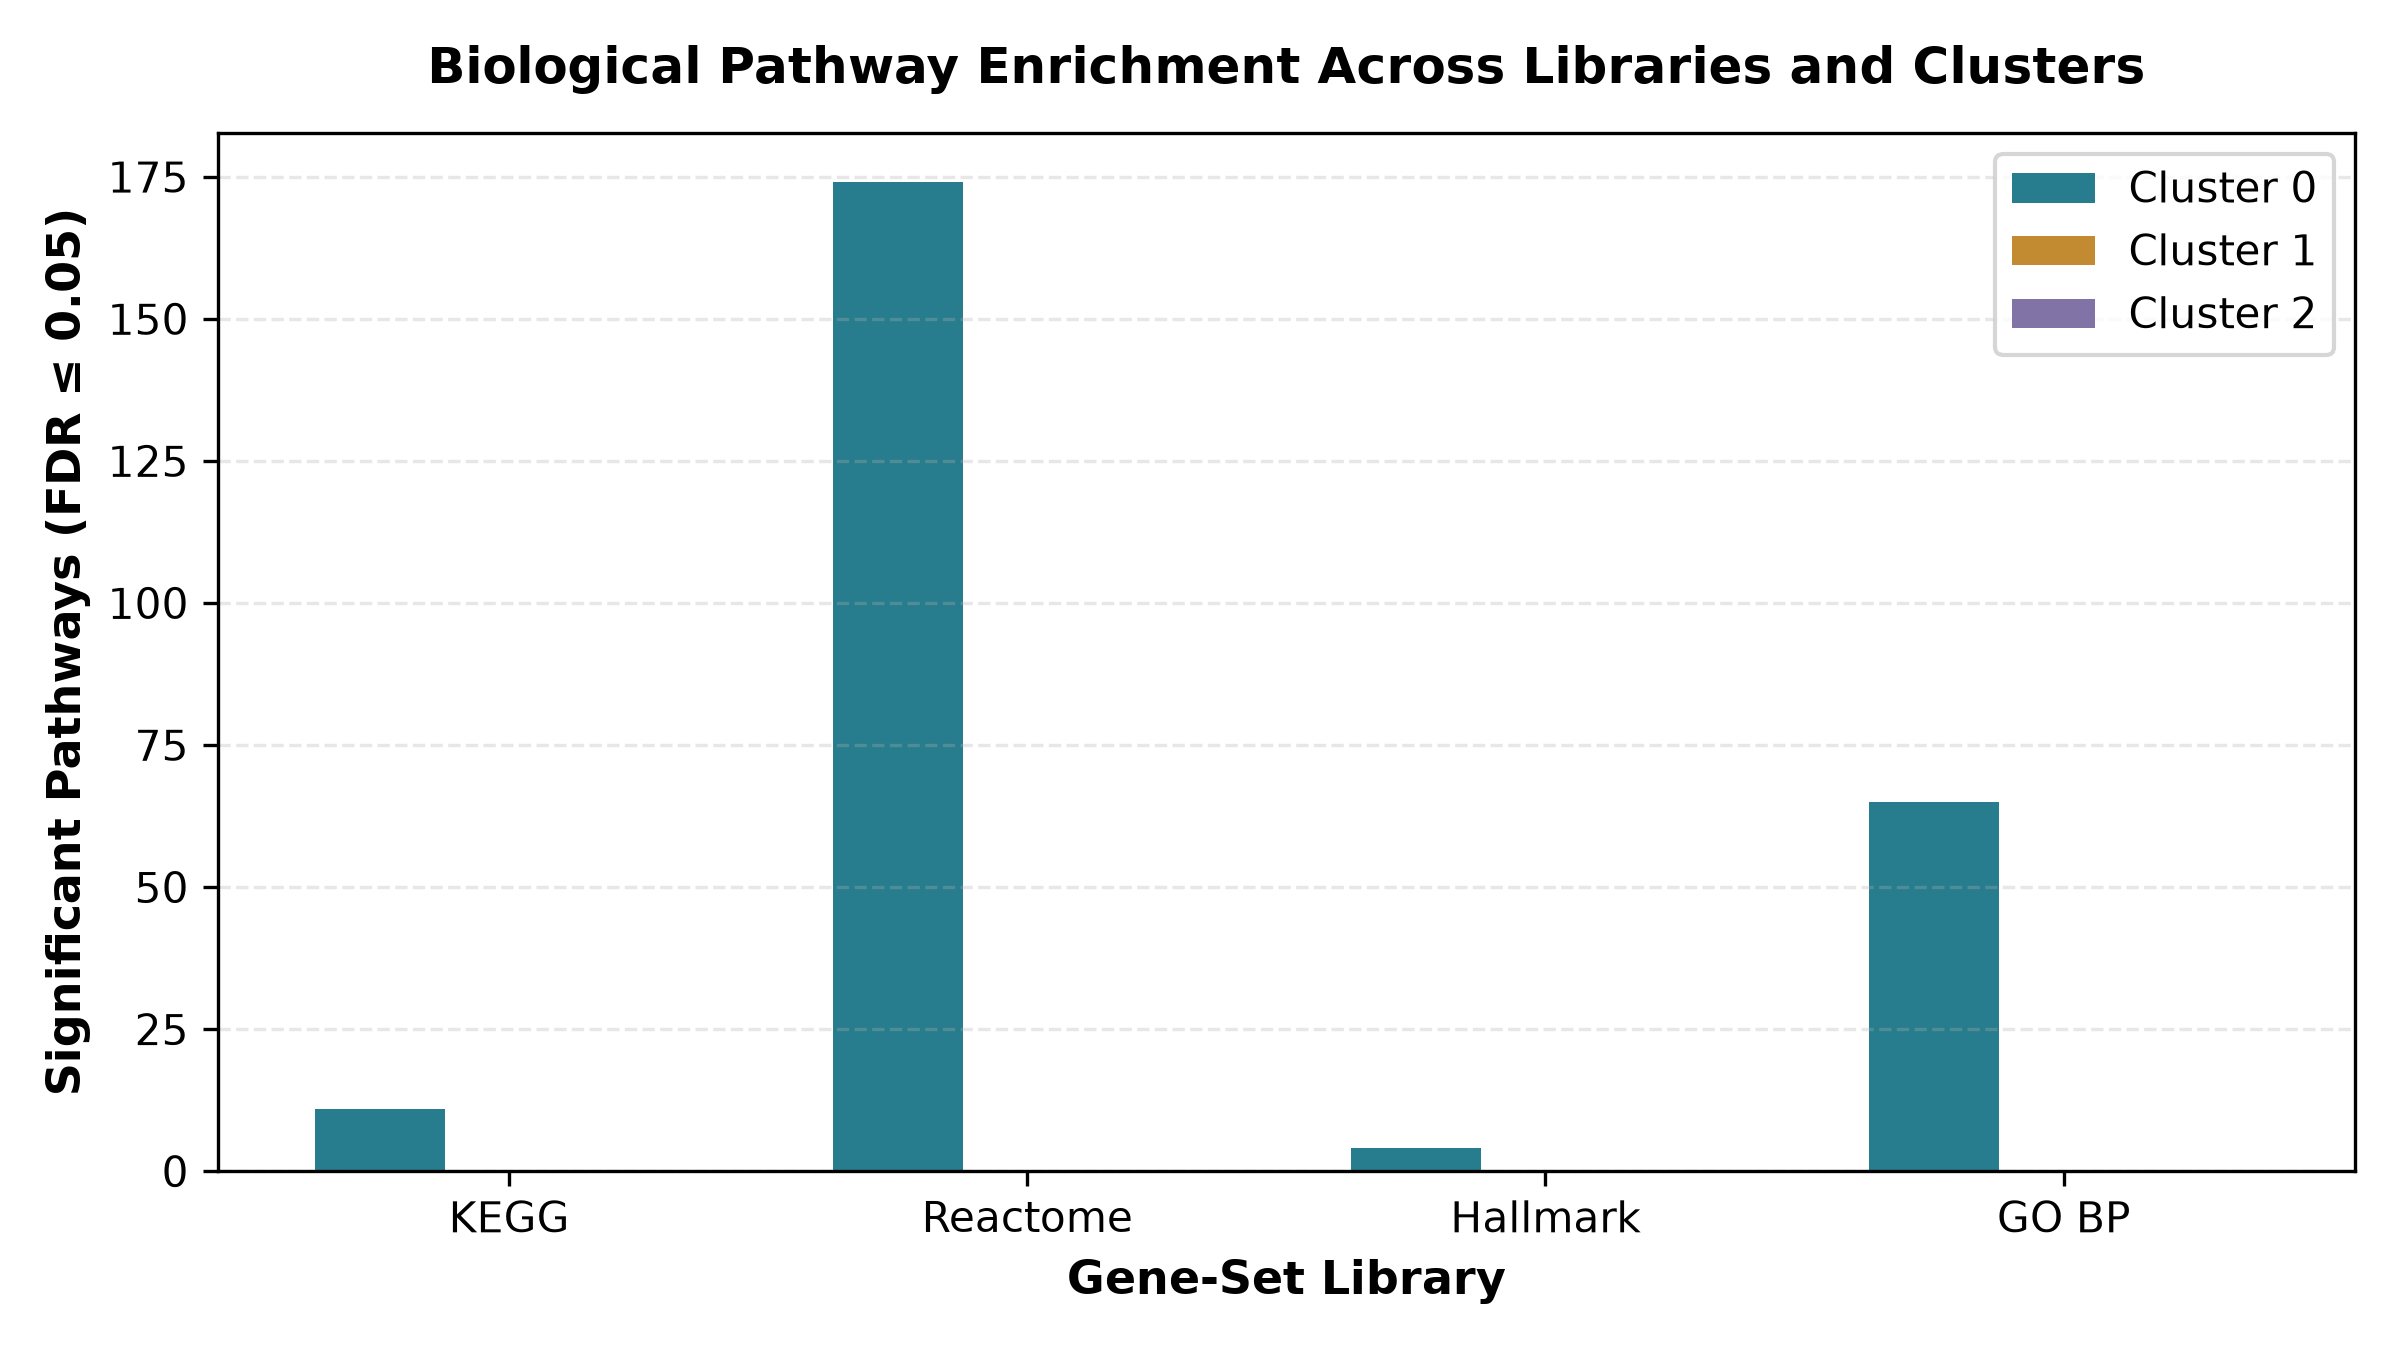 Biological Pathway Enrichment Across Libraries and Clusters
Significant Pathways (FDR ≤ 0.05)
175
150
125
100
75
50
25
0
Cluster 0
Cluster 1
Cluster 2
KEGG
Reactome
Hallmark
GO BP
Gene-Set Library